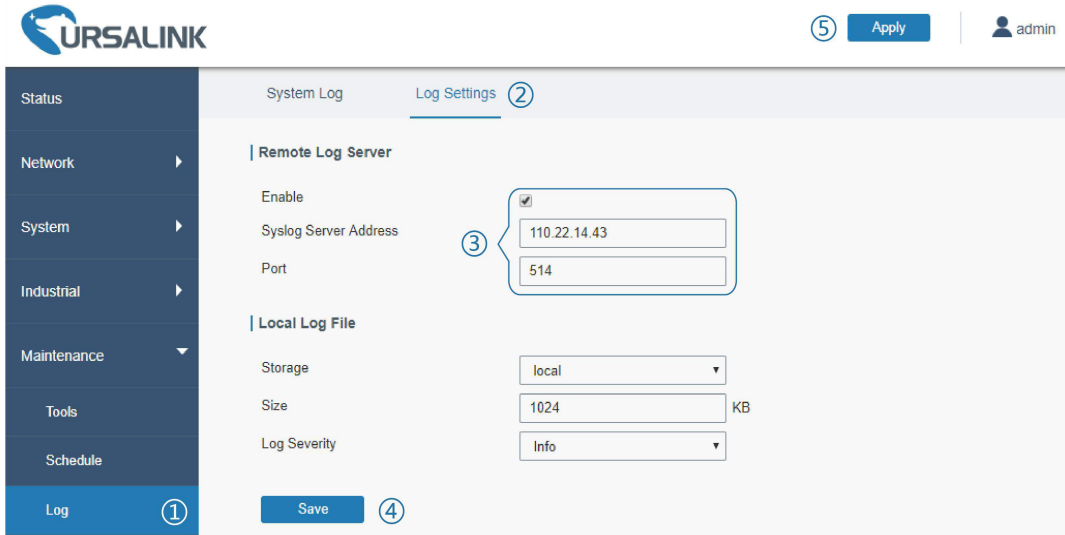 URSALINK
⑤ Apply admin
Status
System Log Log Settings ②
Network
Remote Log Server
Enable
System
Syslog Server Address 110.22.14.43
③
Port 514
Industrial
Local Log File
Maintenance
Storage local
Size 1024 KB
Tools
Log Severity Info
Schedule
Log ①
Save ④